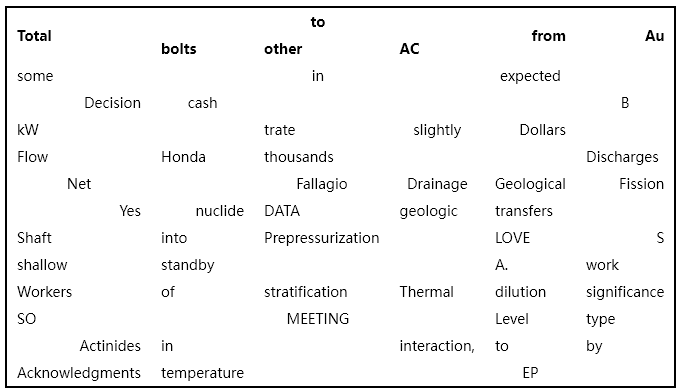 Total bolts to other AC from Au
some in expected
Decision cash B
kW trate slightly Dollars
Flow Honda thousands Discharges
Net Fallagio Drainage Geological Fission
Yes nuclide DATA geologic transfers
Shaft into Prepressurization LOVE S
shallow standby A. work
Workers of stratification Thermal dilution significance
SO MEETING Level type
Actinides in interaction, to by
Acknowledgments temperature EP